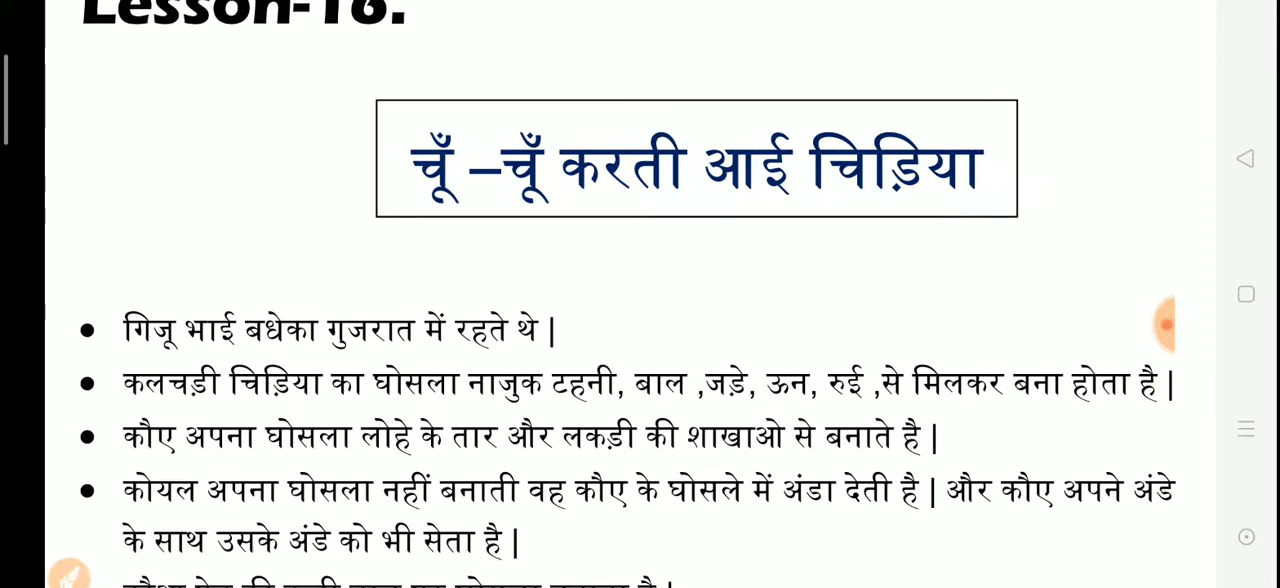 Lesson-16.
चूँ –चूँ करती आई चिड़िया
• गिजू भाई बधेका गुजरात में रहते थे |
• कलचड़ी चिड़िया का घोसला नाजुक टहनी, बाल ,जड़े, ऊन, रुई ,से मिलकर बना होता है |
• कौए अपना घोसला लोहे के तार और लकड़ी की शाखाओ से बनाते है |
• कोयल अपना घोसला नहीं बनाती वह कौए के घोसले में अंडा देती है | और कौए अपने अंडे
के साथ उसके अंडे को भी सेता है |